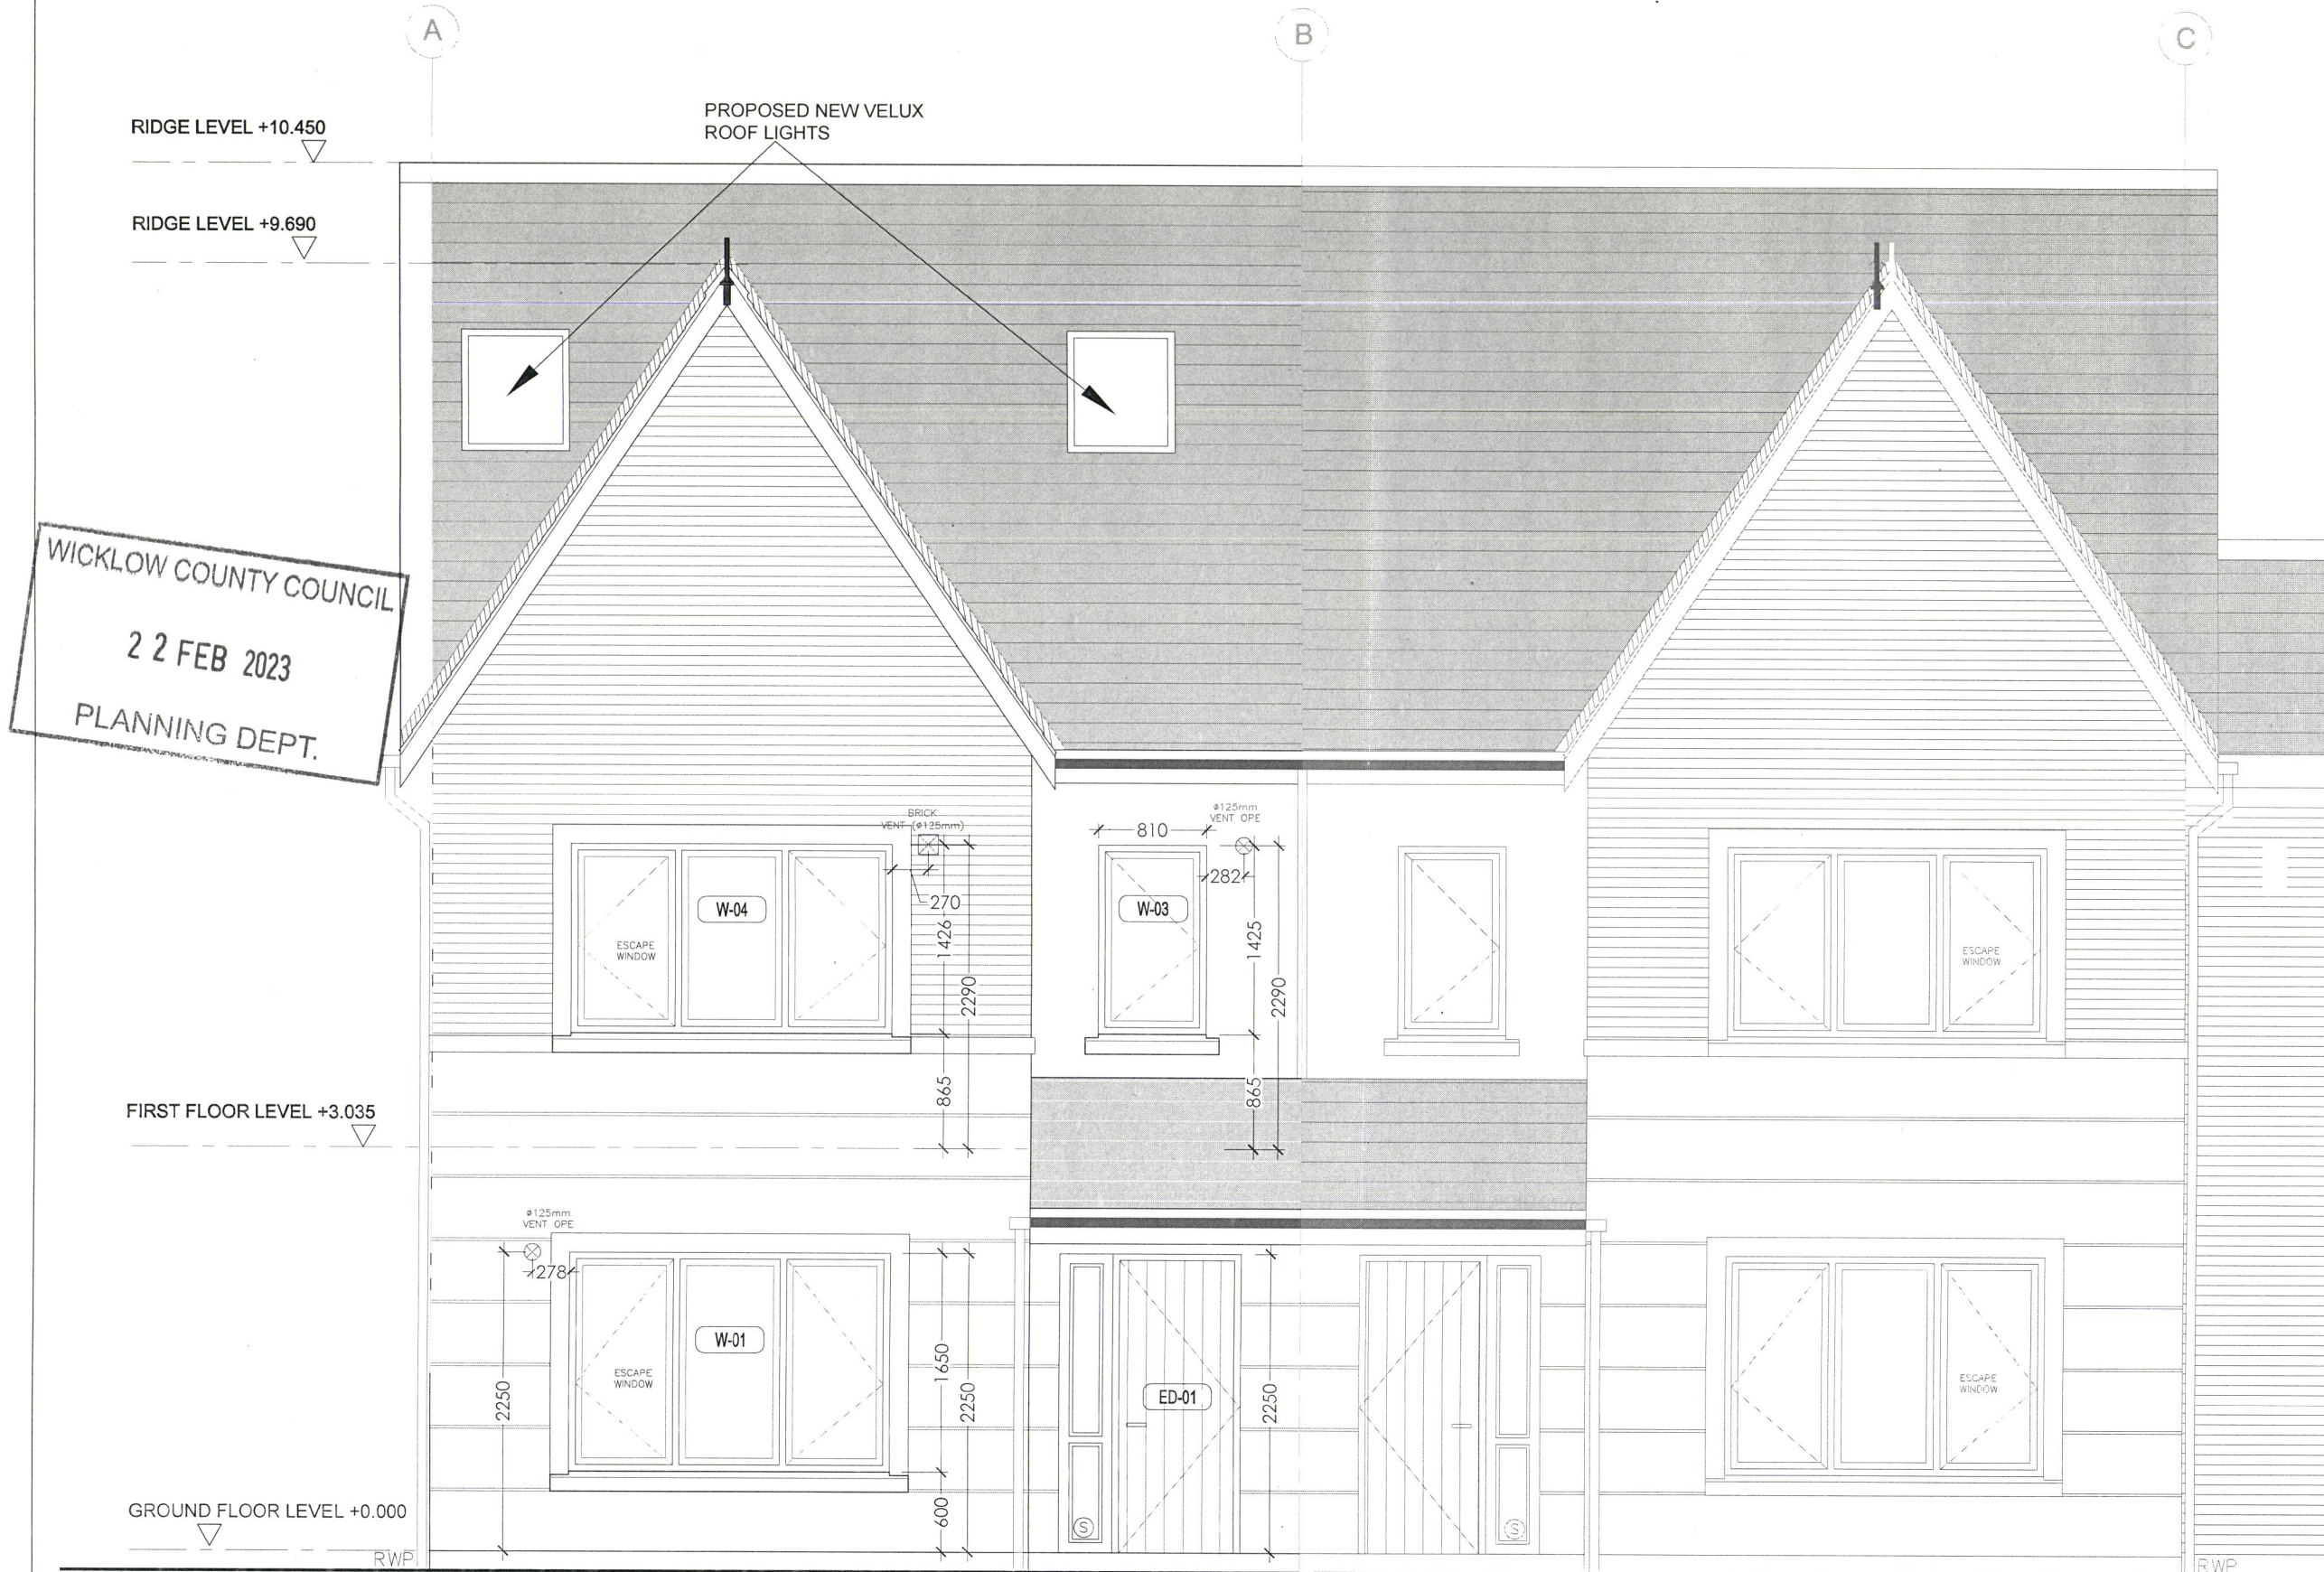 A
B
C
RIDGE LEVEL +10.450
PROPOSED NEW VELUX
ROOF LIGHTS
RIDGE LEVEL +9.690
WICKLOW COUNTY COUNCIL
22 FEB 2023
PLANNING DEPT.
BRICK
VENT (ø125mm)
ø125mm
VENT OPE
810
282
270
W-04
W-03
ESCAPE
WINDOW
ESCAPE
WINDOW
1426
2290
1425
2290
865
865
FIRST FLOOR LEVEL +3.035
ø125mm
VENT OPE
278
W-01
ESCAPE
WINDOW
ESCAPE
WINDOW
2250
1650
2250
ED-01
2250
600
S
S
GROUND FLOOR LEVEL +0.000
RWP
RWP